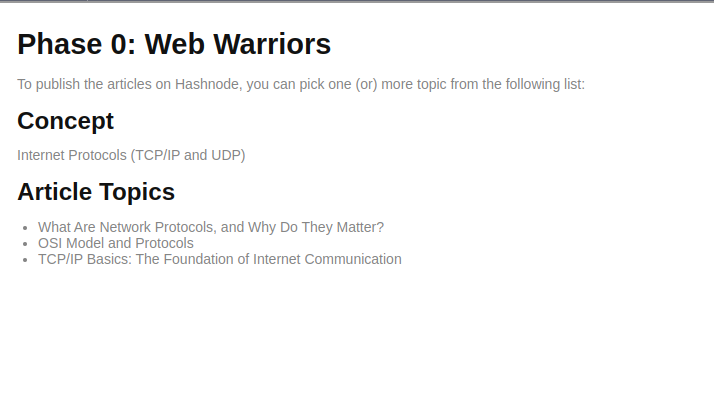 Phase 0: Web Warriors
To publish the articles on Hashnode, you can pick one (or) more topic from the following list:
Concept
Internet Protocols (TCP/IP and UDP)
Article Topics
• What Are Network Protocols, and Why Do They Matter?
• OSI Model and Protocols
• TCP/IP Basics: The Foundation of Internet Communication